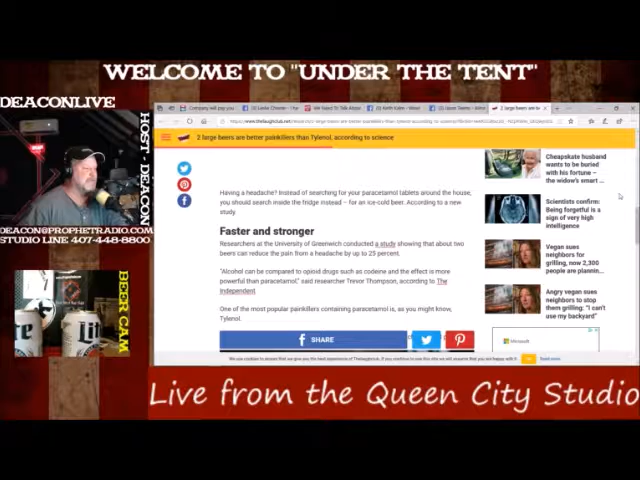 WELCOME TO "UNDER THE TENT"
DEACONLIVE
HOST - DEACON
DEACON@PROPHETRADIO.COM
STUDIO LINE 407-448-8800
BEER CAM
Lite
2 large beers are better painkillers than Tylenol, according to science
Having a headache? Instead of searching for your paracetamol tablets around the house,
you should search inside the fridge instead – for an ice-cold beer. According to a new
study.
Faster and stronger
Researchers at the University of Greenwich conducted a study showing that about two
beers can reduce the pain from a headache by up to 25 percent.
"Alcohol can be compared to opioid drugs such as codeine and the effect is more
powerful than paracetamol," said researcher Trevor Thompson, according to The
Independent.
One of the most popular painkillers containing paracetamol is, as you might know,
Tylenol.
SHARE
Cheapskate husband
wants to be buried
with his fortune –
the widow's smart ...
Scientists confirm:
Being forgetful is a
sign of very high
intelligence
Vegan sues
neighbors for
grilling, now 2,300
people are plannin...
Angry vegan sues
neighbors to stop
them grilling: "I can't
use my backyard"
Microsoft
Read more
Live from the Queen City Studio